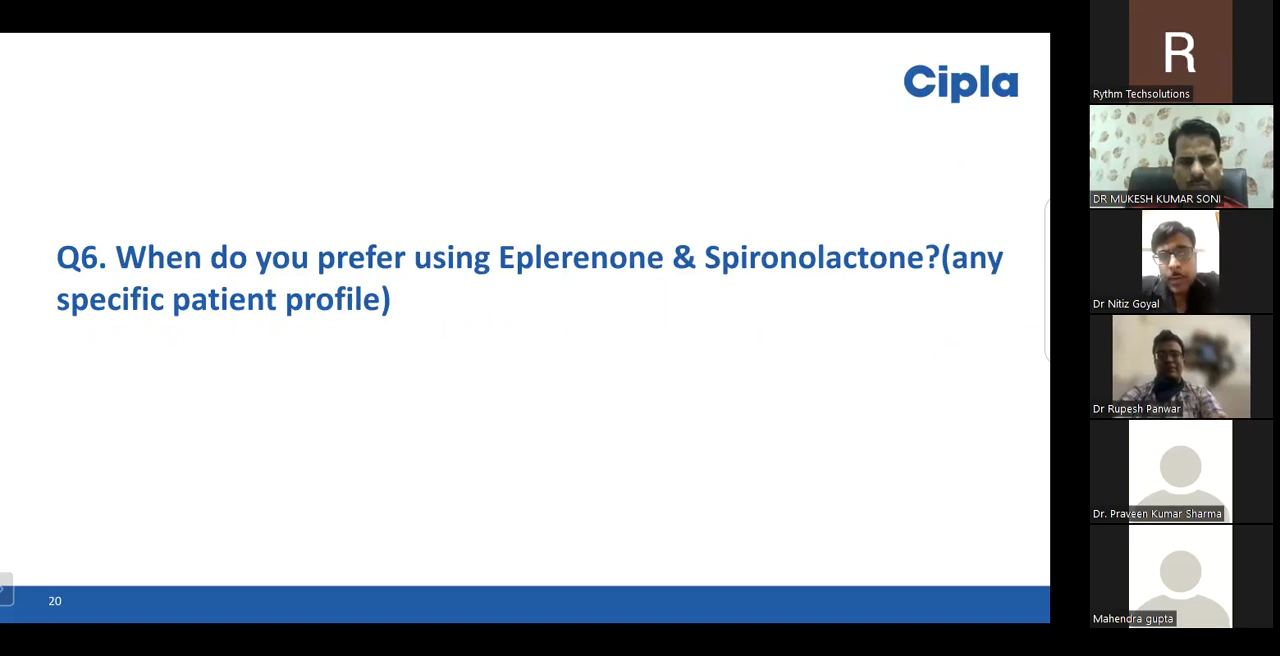 Cipla
Q6. When do you prefer using Eplerenone & Spironolactone?(any
specific patient profile)
20
R
Rythm Techsolutions
DR MUKESH KUMAR SONI
Dr Nitiz Goyal
Dr Rupesh Panwar
Dr. Praveen Kumar Sharma
Mahendra gupta